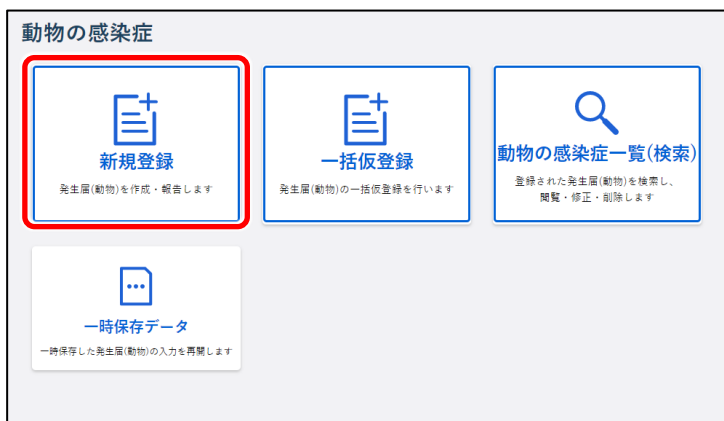 動物の感染症
新規登録
発生届(動物)を作成・報告します
一括仮登録
発生届(動物)の一括仮登録を行います
動物の感染症一覧(検索)
登録された発生届(動物)を検索し、
閲覧・修正・削除します
一時保存データ
一時保存した発生届(動物)の入力を再開します